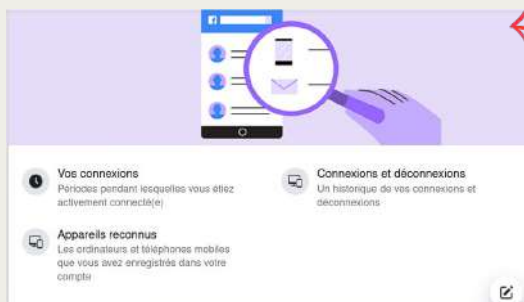 Vos connexions
Périodes pendant lesquelles vous étiez
activement connecté(e)
Connexions et déconnexions
Un historique de vos connexions et
déconnexions
Appareils reconnus
Les ordinateurs et téléphones mobiles
que vous avez enregistrés dans votre
compte